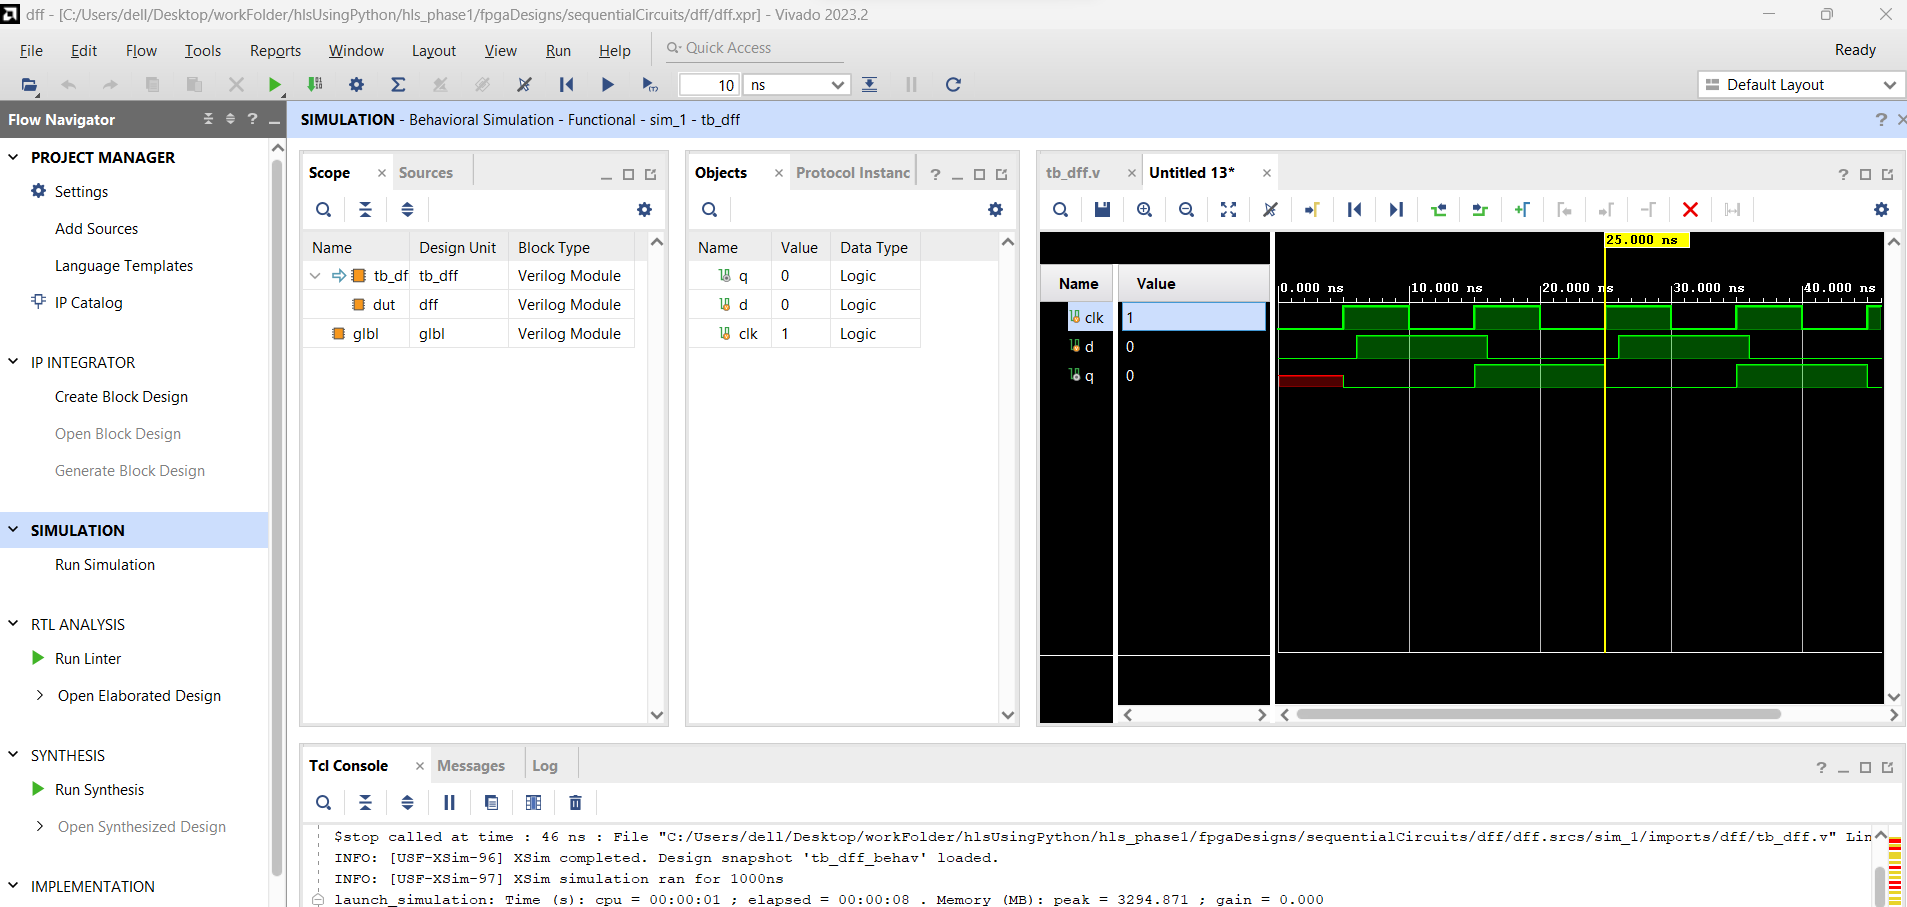 dff - [C:/Users/dell/Desktop/workFolder/hlsUsingPython/hls_phase1/fpgaDesigns/sequentialCircuits/dff/dff.xpr] - Vivado 2023.2
File Edit Flow Tools Reports Window Layout View Run Help Quick Access Ready
10 ns Default Layout
Flow Navigator
PROJECT MANAGER
Settings
Add Sources
Language Templates
IP Catalog
IP INTEGRATOR
Create Block Design
Open Block Design
Generate Block Design
SIMULATION
Run Simulation
RTL ANALYSIS
Run Linter
Open Elaborated Design
SYNTHESIS
Run Synthesis
Open Synthesized Design
IMPLEMENTATION
SIMULATION - Behavioral Simulation - Functional - sim_1 - tb_dff
Scope Sources
Name Design Unit Block Type
tb_df tb_dff Verilog Module
dut dff Verilog Module
glbl glbl Verilog Module
Objects Protocol Instanc
Name Value Data Type
q 0 Logic
d 0 Logic
clk 1 Logic
tb_dff.v Untitled 13*
25.000 ns
Name Value
0.000 ns 10.000 ns 20.000 ns 30.000 ns 40.000 ns
clk 1
d 0
q 0
Tcl Console Messages Log
$stop called at time : 46 ns : File "C:/Users/dell/Desktop/workFolder/hlsUsingPython/hls_phase1/fpgaDesigns/sequentialCircuits/dff/dff.srcs/sim_1/imports/dff/tb_dff.v" Lin
INFO: [USF-XSim-96] XSim completed. Design snapshot 'tb_dff_behav' loaded.
INFO: [USF-XSim-97] XSim simulation ran for 1000ns
launch_simulation: Time (s): cpu = 00:00:01 ; elapsed = 00:00:08 . Memory (MB): peak = 3294.871 ; gain = 0.000